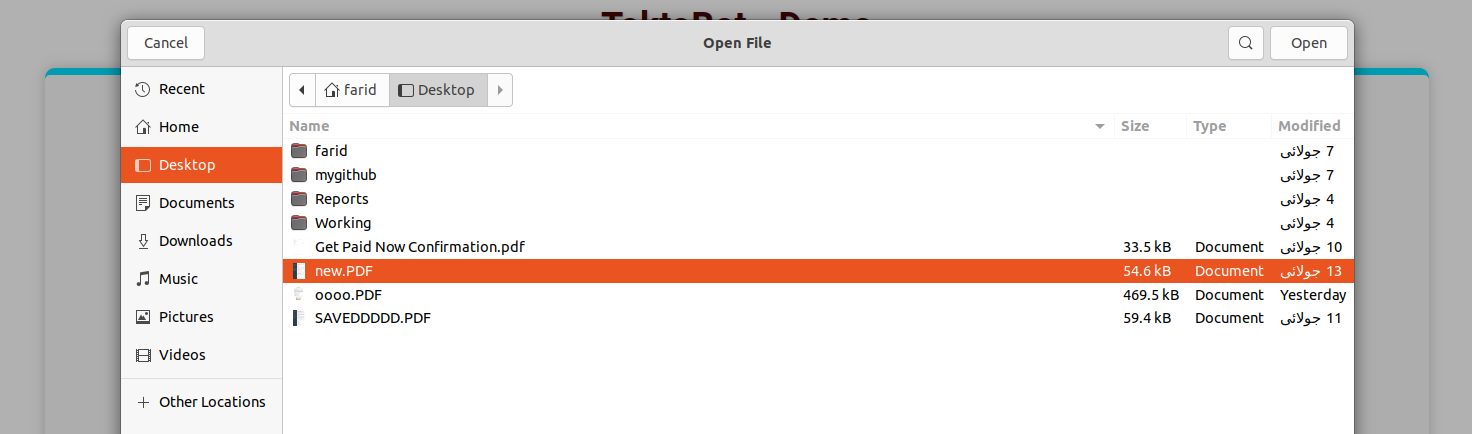 Cancel Open File Open
Recent
Home
Desktop
Documents
Downloads
Music
Pictures
Videos
Other Locations
farid Desktop
Name Size Type Modified
farid 7 جولائی
mygithub 7 جولائی
Reports 4 جولائی
Working 4 جولائی
Get Paid Now Confirmation.pdf 33.5 kB Document 10 جولائی
new.PDF 54.6 kB Document 13 جولائی
oooo.PDF 469.5 kB Document Yesterday
SAVEDDDDD.PDF 59.4 kB Document 11 جولائی